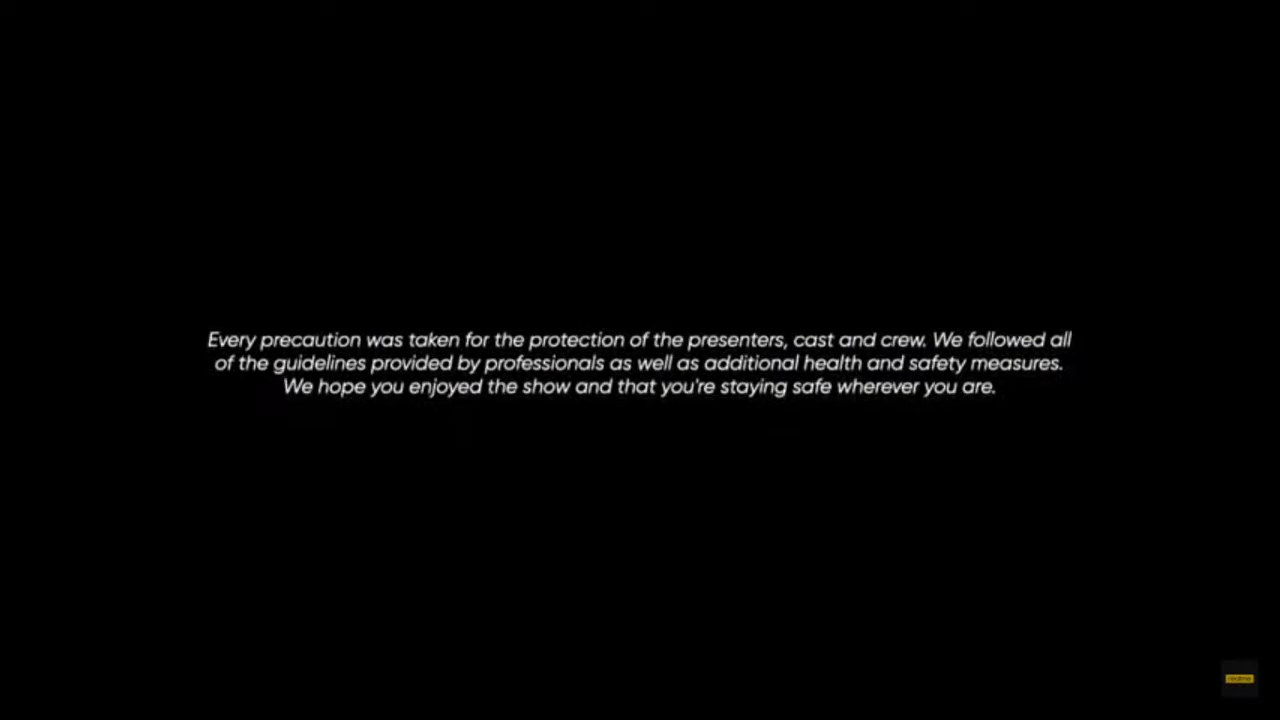 Every precaution was taken for the protection of the presenters, cast and crew. We followed all
of the guidelines provided by professionals as well as additional health and safety measures.
We hope you enjoyed the show and that you're staying safe wherever you are.
realme